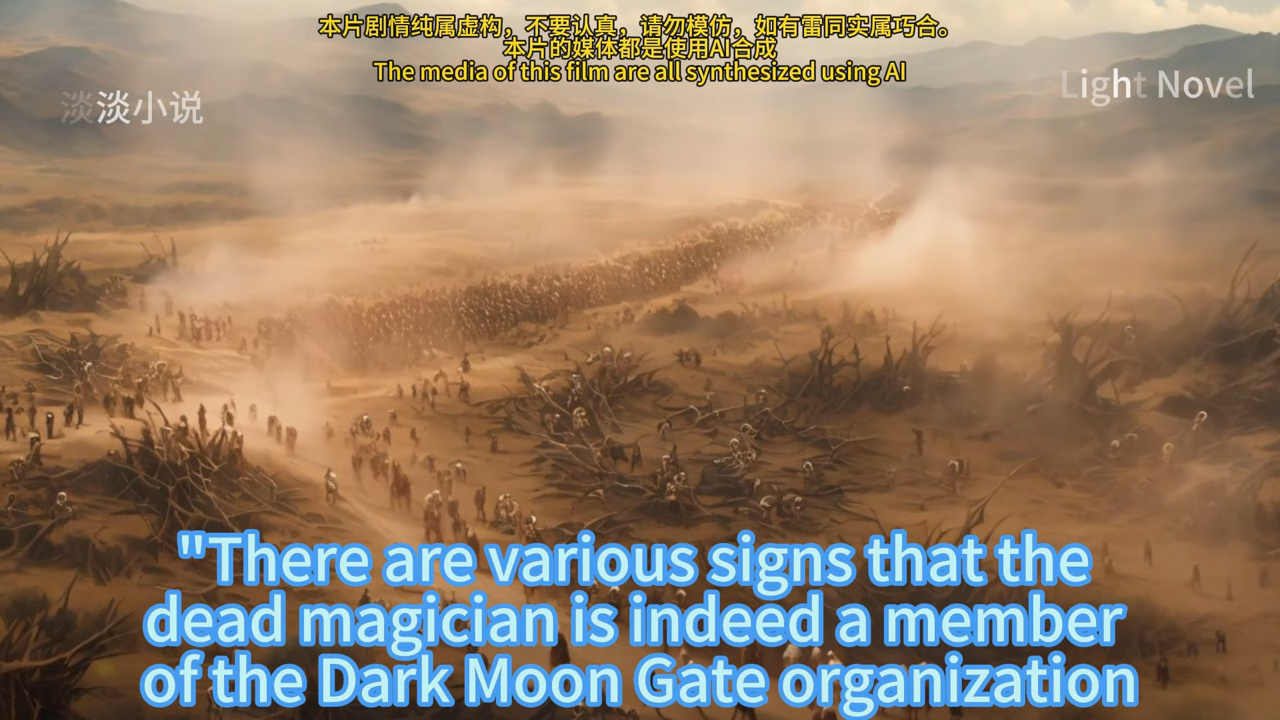 本片剧情纯属虚构，不要认真，请勿模仿，如有雷同实属巧合。
本片的媒体都是使用AI合成
The media of this film are all synthesized using AI
淡淡小说
Light Novel
"There are various signs that the
dead magician is indeed a member
of the Dark Moon Gate organization